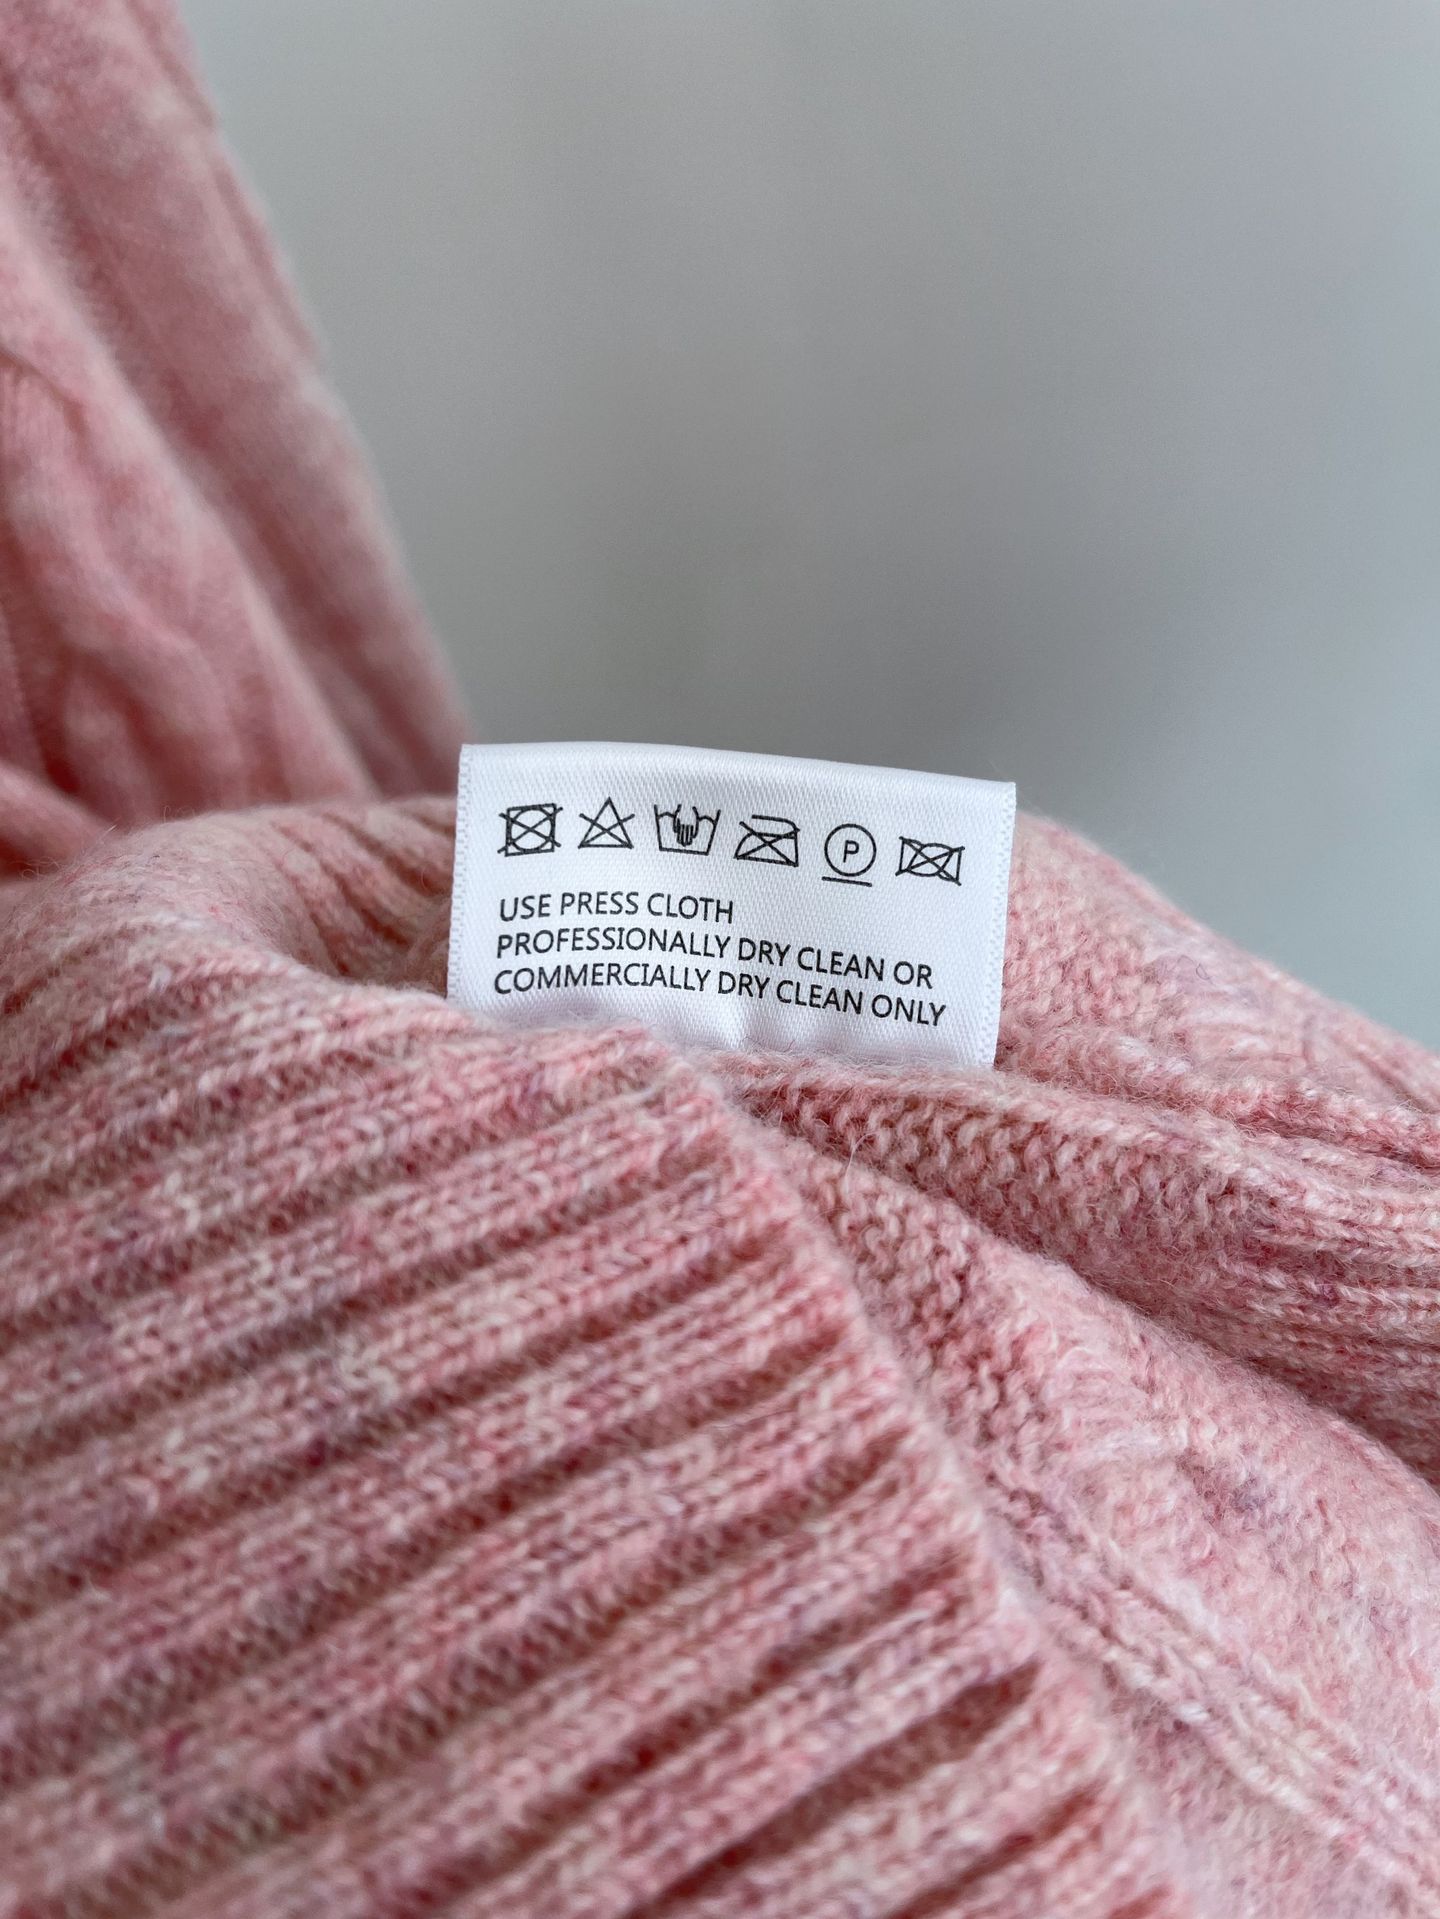 P
USE PRESS CLOTH
PROFESSIONALLY DRY CLEAN OR
COMMERCIALLY DRY CLEAN ONLY